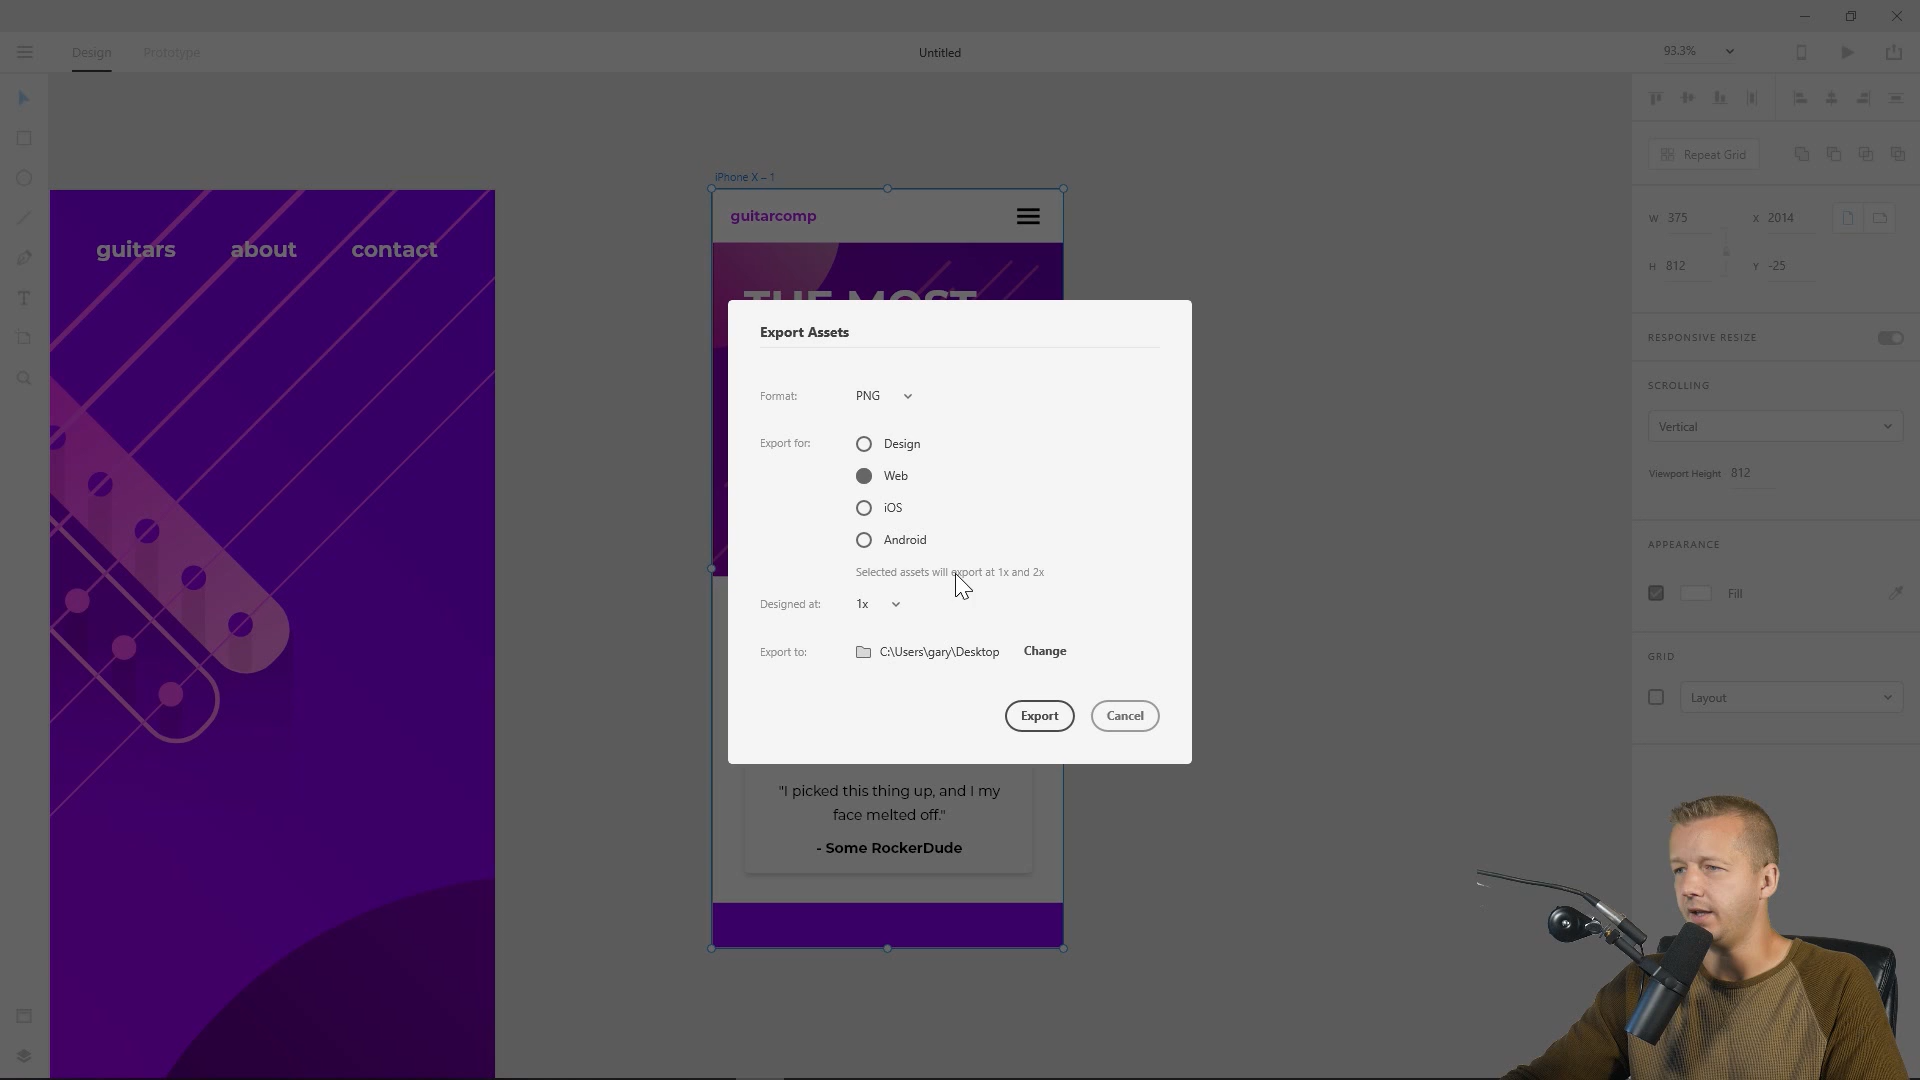 Design
Prototype
Untitled
93.3%
Repeat Grid
W 375
X 2014
H 812
Y -25
RESPONSIVE RESIZE
SCROLLING
Vertical
Viewport Height 812
APPEARANCE
Fill
GRID
Layout
guitars about contact
iPhone X – 1
guitarcomp
THE MOST
Export Assets
Format: PNG
Export for: Design
Web
iOS
Android
Selected assets will export at 1x and 2x
Designed at: 1x
Export to: C:\Users\gary\Desktop Change
Export Cancel
"I picked this thing up, and I my
face melted off."
- Some RockerDude